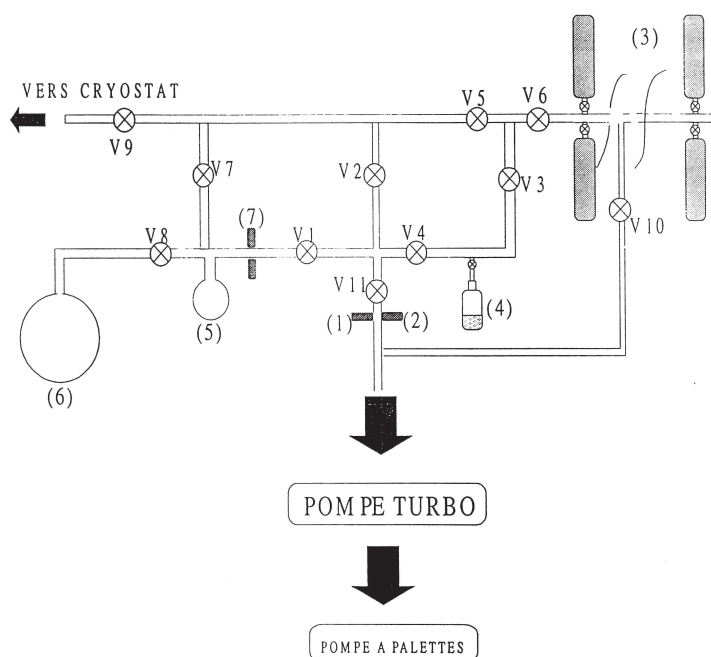 (3)
VERS CRYOSTAT
V5
V6
V9
V7
V2
V3
(7)
V10
V8
V1
V4
V11
(4)
(1)
(2)
(5)
(6)
POMPE TURBO
POMPE A PALETTES